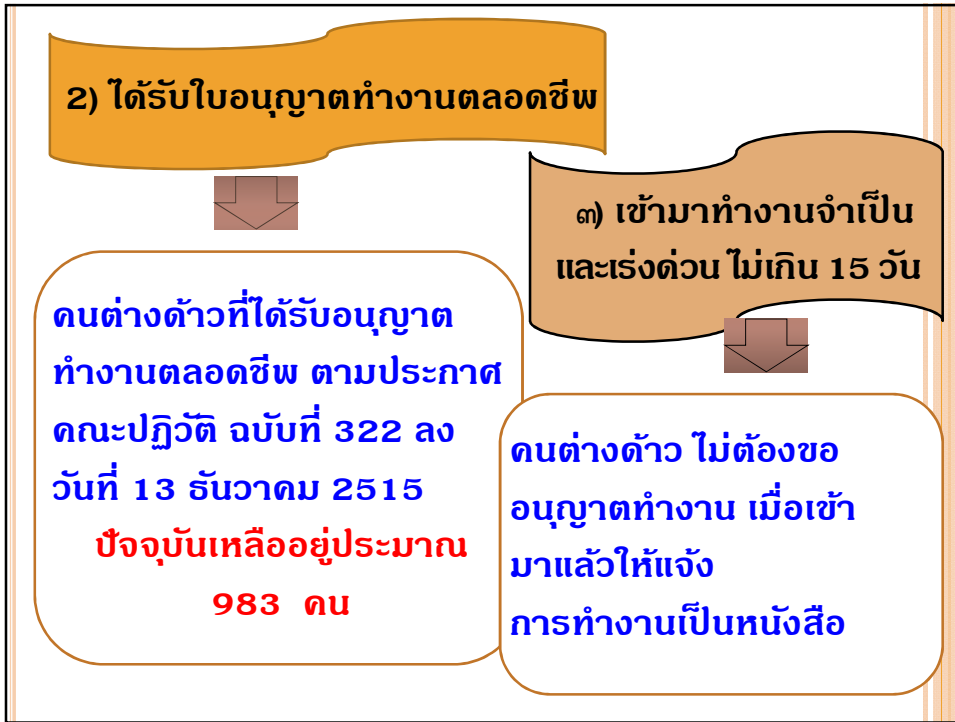 2) ได้รับใบอนุญาตทำงานตลอดชีพ
คนต่างด้าวที่ได้รับอนุญาต
ทำงานตลอดชีพ ตามประกาศ
คณะปฏิวัติ ฉบับที่ 322 ลง
วันที่ 13 ธันวาคม 2515
ปัจจุบันเหลืออยู่ประมาณ
983 คน
๓) เข้ามาทำงานจำเป็น
และเร่งด่วน ไม่เกิน 15 วัน
คนต่างด้าว ไม่ต้องขอ
อนุญาตทำงาน เมื่อเข้า
มาแล้วให้แจ้ง
การทำงานเป็นหนังสือ